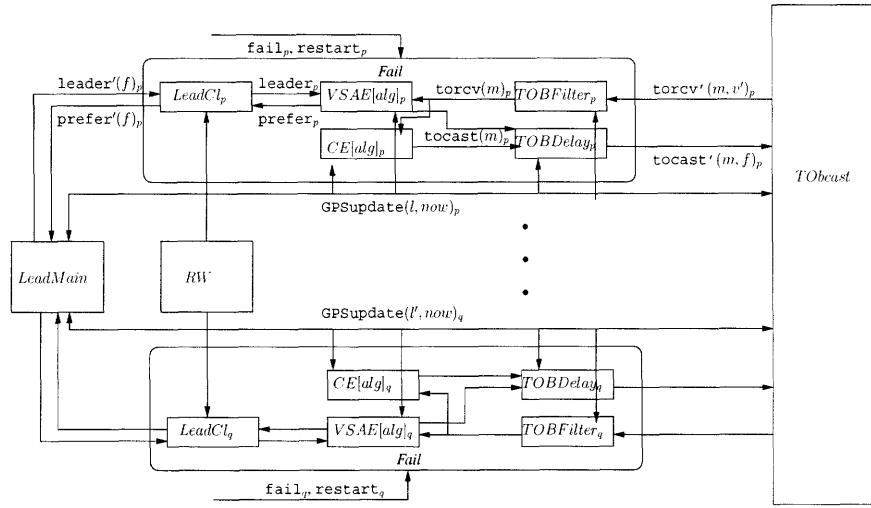 fail_p, restart_p
Fail
leader'(f)_p
leader_p
torcv(m)_p
torcv'(m, v')_p
LeadCl_p
VSAE[alg]_p
TOBFilter_p
prefer'(f)_p
prefer_p
CE[alg]_p
tocast(m)_p
TOBDelay_p
tocast'(m, f)_p
TObcast
GPSupdate(l, now)_p
LeadMain
RW
GPSupdate(l', now)_q
CE[alg]_q
TOBDelay_q
LeadCl_q
VSAE[alg]_q
TOBFilter_q
Fail
fail_q, restart_q